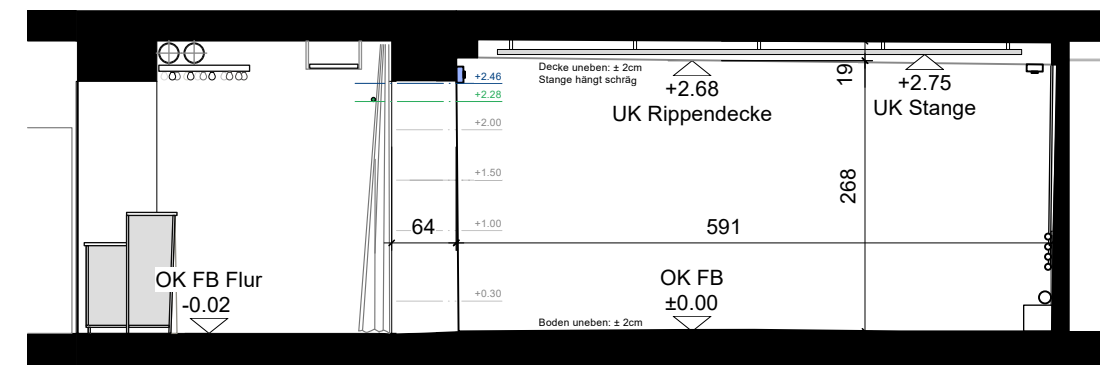 Decke uneben: ± 2cm
Stange hängt schräg
+2.46
+2.28
+2.00
+1.50
+1.00
+0.30
+2.68
UK Rippendecke
19
+2.75
UK Stange
268
64
591
OK FB Flur
-0.02
OK FB
±0.00
Boden uneben: ± 2cm